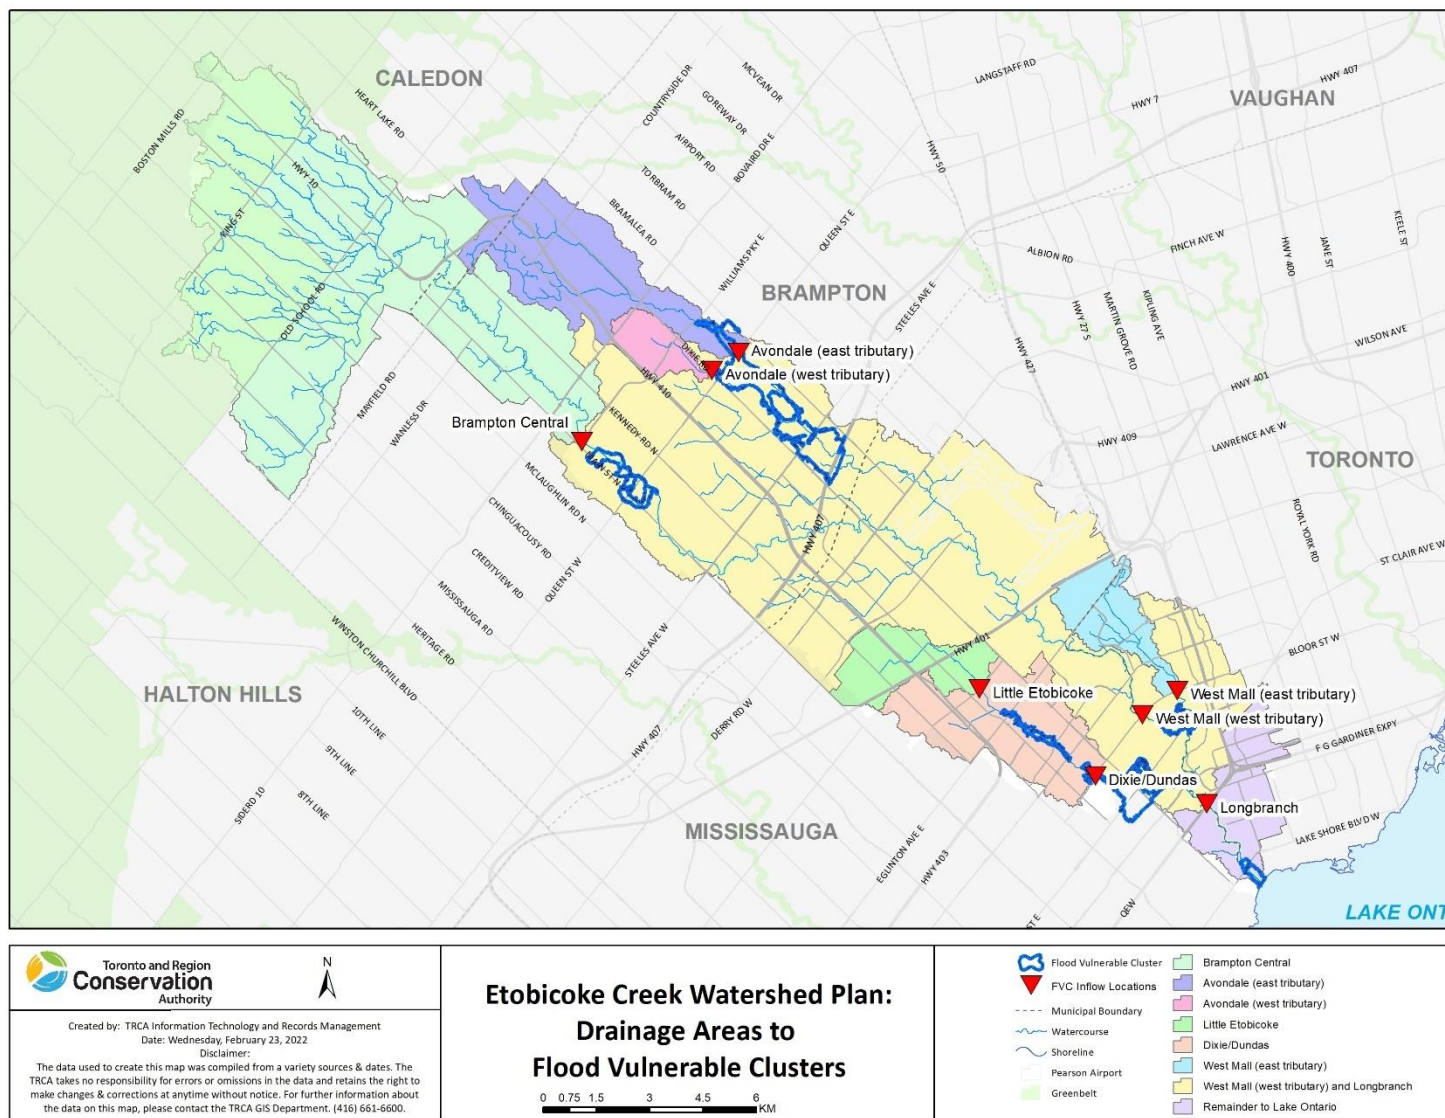 CALEDON
VAUGHAN
BRAMPTON
TORONTO
HALTON HILLS
MISSISSAUGA
LAKE ONT
BOSTON MILLS RD
HEART LAKE RD
HWY 10
KING ST
OLD SCHOOL RD
MAYFIELD RD
WANLESS DR
COUNTRYSIDE DR
MCVEAN DR
GOREWAY DR
AIRPORT RD
BOVAIRD DR E
TORBRAM RD
BRAMALEA RD
WILLIAMS PKY E
QUEEN ST E
STEELES AVE E
LANGSTAFF RD
HWY 7
HWY 407
HWY 50
HWY 427
ALBION RD
FINCH AVE W
KEELE ST
JANE ST
HWY 400
HWY 27 S
MARTIN GROVE RD
KIPLING AVE
WILSON AVE
HWY 401
HWY 409
LAWRENCE AVE W
ROYAL YORK RD
ST CLAIR AVE W
BLOOR ST W
F G GARDINER EXPY
LAKE SHORE BLVD W
DIXIE RD
HWY 410
KENNEDY RD N
MAIN ST N
MCLAUGHLIN RD N
CHINGUACOUSY RD
CREDITVIEW RD
QUEEN ST W
MISSISSAUGA RD
HERITAGE RD
WINSTON CHURCHILL BLVD
10TH LINE
9TH LINE
8TH LINE
SIDERD 10
STEELES AVE W
HWY 407
DERRY RD W
HWY 407
HWY 401
EGLINTON AVE E
HWY 403
ST E
QEW
Avondale (east tributary)
Avondale (west tributary)
Brampton Central
Little Etobicoke
West Mall (east tributary)
West Mall (west tributary)
Dixie/Dundas
Longbranch
Toronto and Region
Conservation
Authority
N
Created by: TRCA Information Technology and Records Management
Date: Wednesday, February 23, 2022
Disclaimer:
The data used to create this map was compiled from a variety sources & dates. The
TRCA takes no responsibility for errors or omissions in the data and retains the right to
make changes & corrections at anytime without notice. For further information about
the data on this map, please contact the TRCA GIS Department. (416) 661-6600.
Etobicoke Creek Watershed Plan:
Drainage Areas to
Flood Vulnerable Clusters
0 0.75 1.5 3 4.5 6
KM
Flood Vulnerable Cluster
FVC Inflow Locations
Municipal Boundary
Watercourse
Shoreline
Pearson Airport
Greenbelt
Brampton Central
Avondale (east tributary)
Avondale (west tributary)
Little Etobicoke
Dixie/Dundas
West Mall (east tributary)
West Mall (west tributary) and Longbranch
Remainder to Lake Ontario